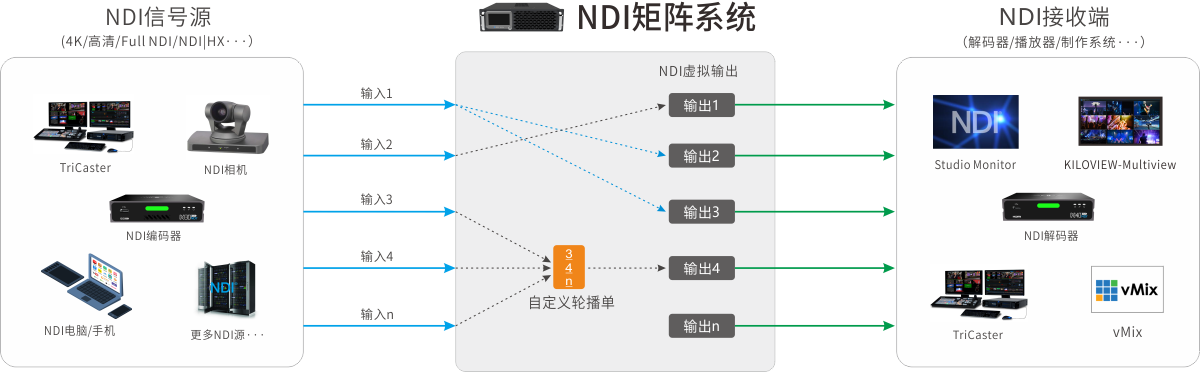 NDI信号源
(4K/高清/Full NDI/NDI|HX···)
TriCaster
NDI相机
NDI编码器
NDI电脑/手机
NDI
更多NDI源···
输入1
输入2
输入3
输入4
输入n
NDI矩阵系统
NDI虚拟输出
输出1
输出2
输出3
输出4
输出n
3
4
n
自定义轮播单
NDI接收端
(解码器/播放器/制作系统···)
NDI
Studio Monitor
KILOVIEW-Multiview
NDI解码器
TriCaster
vMix
vMix